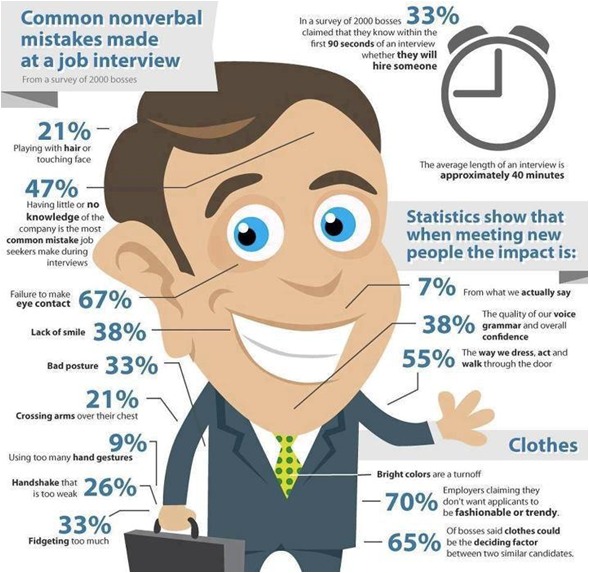 Common nonverbal
mistakes made
at a job interview
From a survey of 2000 bosses
In a survey of 2000 bosses 33%
claimed that they know within the
first 90 seconds of an interview
whether they will
hire someone
The average length of an interview is
approximately 40 minutes
21%
Playing with hair or
touching face
47%
Having little or no
knowledge of the
company is the most
common mistake job
seekers make during
interviews
Failure to make
eye contact
67%
Lack of smile 38%
Bad posture 33%
21%
Crossing arms over their chest
9%
Using too many hand gestures
Handshake that
is too weak
26%
33%
Fidgeting too much
Statistics show that
when meeting new
people the impact is:
7% From what we actually say
38%
The quality of our voice
grammar and overall
confidence
55%
The way we dress, act and
walk through the door
Clothes
Bright colors are a turnoff
70%
Employers claiming they
don't want applicants to
be fashionable or trendy.
65%
Of bosses said clothes could
be the deciding factor
between two similar candidates.